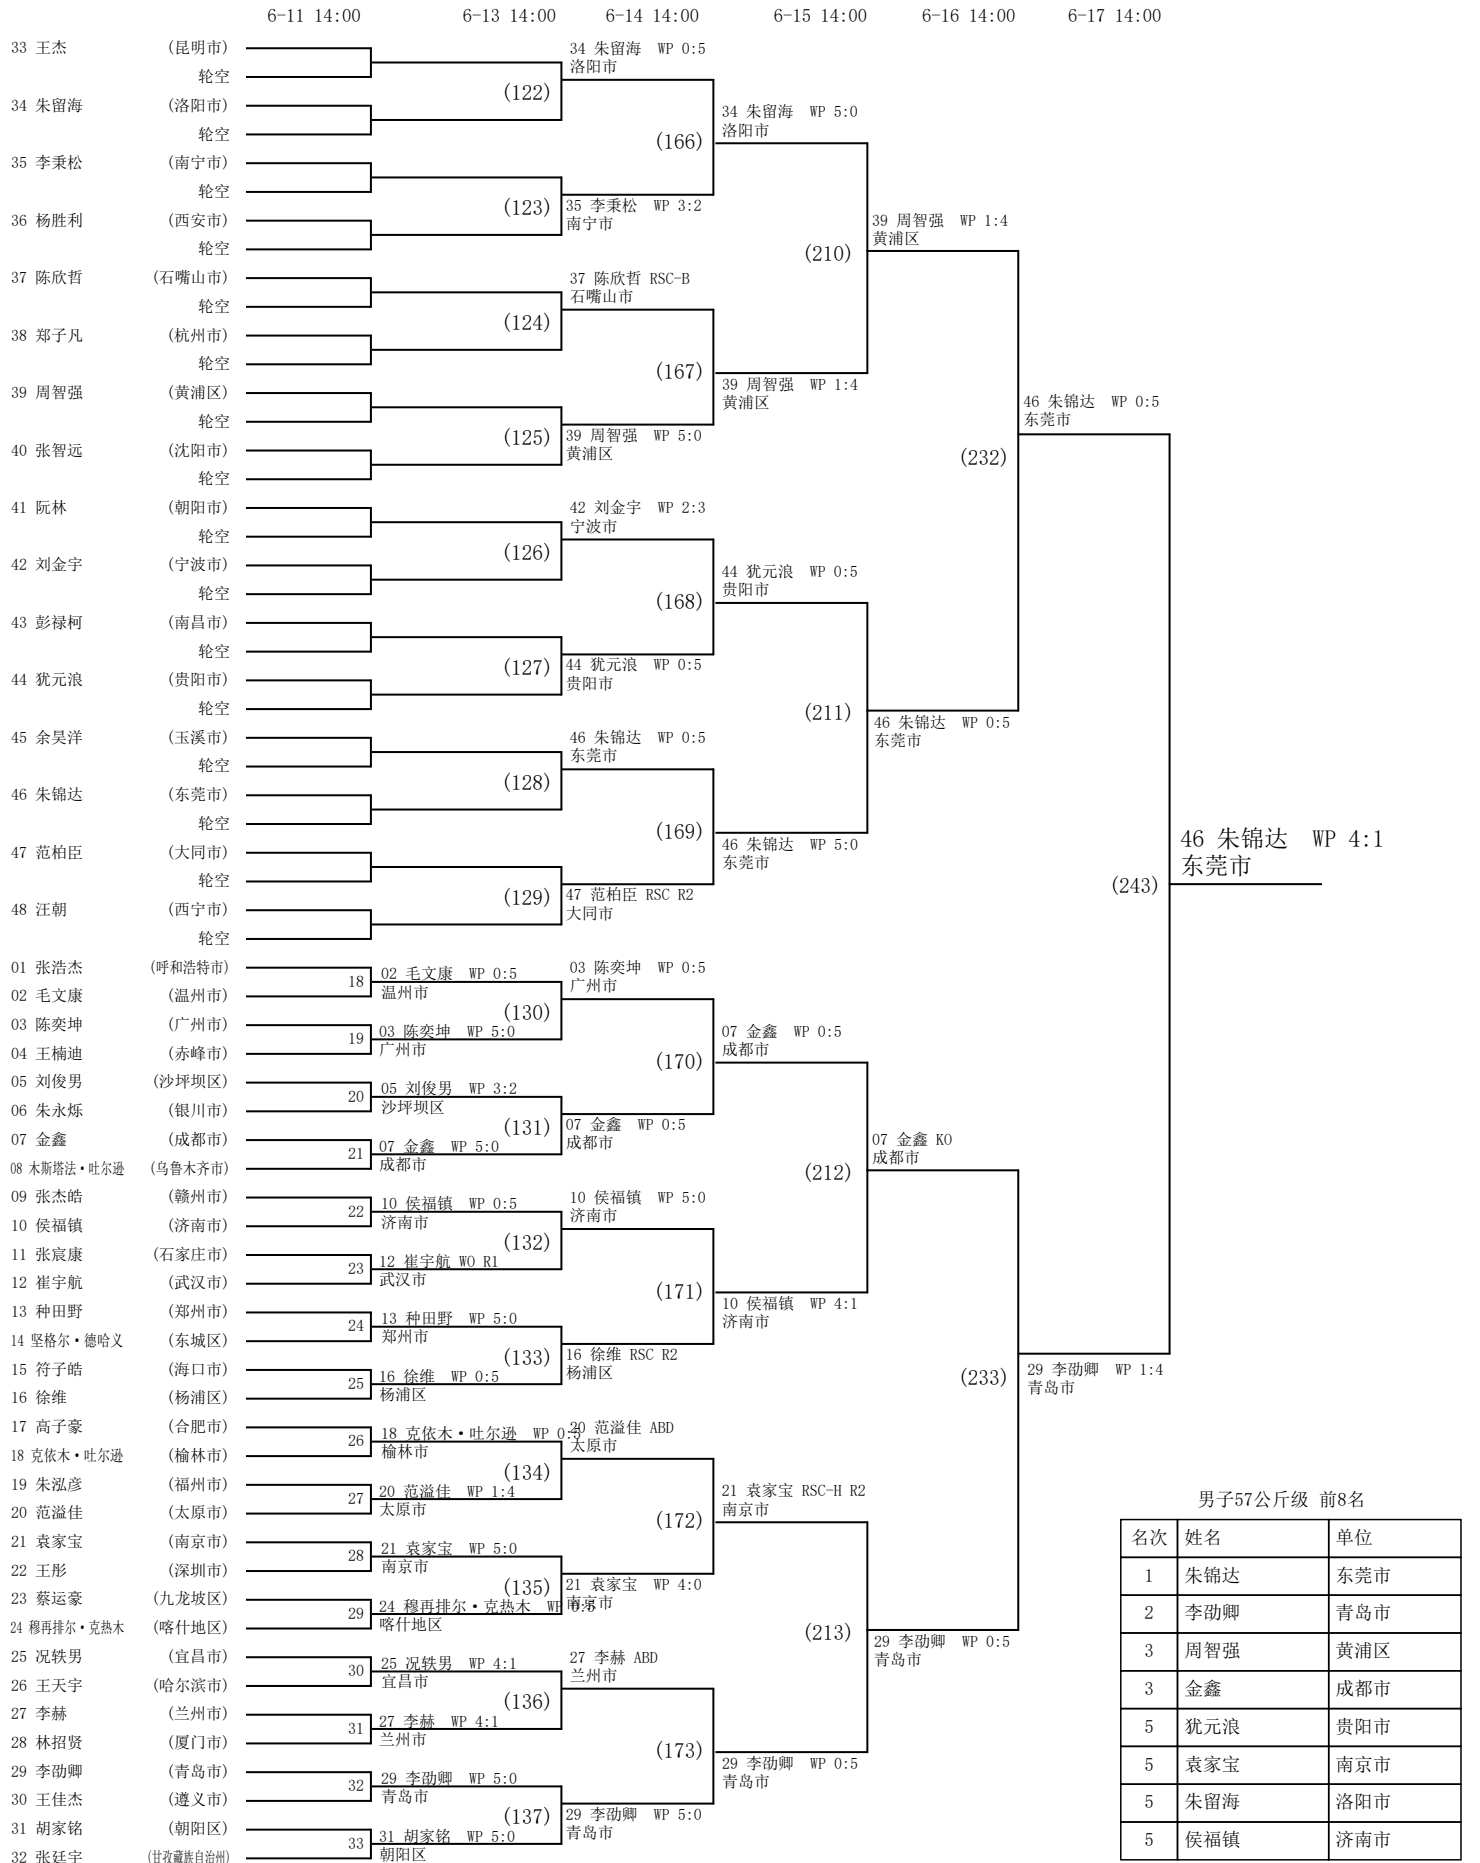 6-11 14:00 6-13 14:00 6-14 14:00 6-15 14:00 6-16 14:00 6-17 14:00
33 王杰 (昆明市)
轮空
34 朱留海 (洛阳市)
轮空
35 李秉松 (南宁市)
轮空
36 杨胜利 (西安市)
轮空
37 陈欣哲 (石嘴山市)
轮空
38 郑子凡 (杭州市)
轮空
39 周智强 (黄浦区)
轮空
40 张智远 (沈阳市)
轮空
41 阮林 (朝阳市)
轮空
42 刘金宇 (宁波市)
轮空
43 彭禄柯 (南昌市)
轮空
44 犹元浪 (贵阳市)
轮空
45 余昊洋 (玉溪市)
轮空
46 朱锦达 (东莞市)
轮空
47 范柏臣 (大同市)
轮空
48 汪朝 (西宁市)
轮空
01 张浩杰 (呼和浩特市)
02 毛文康 (温州市)
03 陈奕坤 (广州市)
04 王楠迪 (赤峰市)
05 刘俊男 (沙坪坝区)
06 朱永烁 (银川市)
07 金鑫 (成都市)
08 木斯塔法·吐尔逊 (乌鲁木齐市)
09 张杰皓 (赣州市)
10 侯福镇 (济南市)
11 张宸康 (石家庄市)
12 崔宇航 (武汉市)
13 种田野 (郑州市)
14 坚格尔·德哈义 (东城区)
15 符子皓 (海口市)
16 徐维 (杨浦区)
17 高子豪 (合肥市)
18 克依木·吐尔逊 (榆林市)
19 朱泓彦 (福州市)
20 范溢佳 (太原市)
21 袁家宝 (南京市)
22 王彤 (深圳市)
23 蔡运豪 (九龙坡区)
24 穆再排尔·克热木 (喀什地区)
25 况轶男 (宜昌市)
26 王天宇 (哈尔滨市)
27 李赫 (兰州市)
28 林招贤 (厦门市)
29 李劭卿 (青岛市)
30 王佳杰 (遵义市)
31 胡家铭 (朝阳区)
32 张廷宇 (甘孜藏族自治州)
18
02 毛文康 WP 0:5
温州市
19
03 陈奕坤 WP 5:0
广州市
20
05 刘俊男 WP 3:2
沙坪坝区
21
07 金鑫 WP 5:0
成都市
22
10 侯福镇 WP 0:5
济南市
23
12 崔宇航 WO R1
武汉市
24
13 种田野 WP 5:0
郑州市
25
16 徐维 WP 0:5
杨浦区
26
18 克依木·吐尔逊 WP 0:5
榆林市
27
20 范溢佳 WP 1:4
太原市
28
21 袁家宝 WP 5:0
南京市
29
24 穆再排尔·克热木 WP 0:5
喀什地区
30
25 况轶男 WP 4:1
宜昌市
31
27 李赫 WP 4:1
兰州市
32
29 李劭卿 WP 5:0
青岛市
33
31 胡家铭 WP 5:0
朝阳区
(122)
34 朱留海 WP 0:5
洛阳市
(123)
35 李秉松 WP 3:2
南宁市
(124)
37 陈欣哲 RSC-B
石嘴山市
(125)
39 周智强 WP 5:0
黄浦区
(126)
42 刘金宇 WP 2:3
宁波市
(127)
44 犹元浪 WP 0:5
贵阳市
(128)
46 朱锦达 WP 0:5
东莞市
(129)
47 范柏臣 RSC R2
大同市
(130)
03 陈奕坤 WP 0:5
广州市
(131)
07 金鑫 WP 0:5
成都市
(132)
10 侯福镇 WP 5:0
济南市
(133)
16 徐维 RSC R2
杨浦区
(134)
20 范溢佳 ABD
太原市
(135)
21 袁家宝 WP 4:0
南京市
(136)
27 李赫 ABD
兰州市
(137)
29 李劭卿 WP 5:0
青岛市
(166)
34 朱留海 WP 5:0
洛阳市
(167)
39 周智强 WP 1:4
黄浦区
(168)
44 犹元浪 WP 0:5
贵阳市
(169)
46 朱锦达 WP 5:0
东莞市
(170)
07 金鑫 WP 0:5
成都市
(171)
10 侯福镇 WP 4:1
济南市
(172)
21 袁家宝 RSC-H R2
南京市
(173)
29 李劭卿 WP 0:5
青岛市
(210)
39 周智强 WP 1:4
黄浦区
(211)
46 朱锦达 WP 0:5
东莞市
(212)
07 金鑫 KO
成都市
(213)
29 李劭卿 WP 0:5
青岛市
(232)
46 朱锦达 WP 0:5
东莞市
(233)
29 李劭卿 WP 1:4
青岛市
(243)
46 朱锦达 WP 4:1
东莞市
男子57公斤级 前8名
名次 姓名 单位
1 朱锦达 东莞市
2 李劭卿 青岛市
3 周智强 黄浦区
3 金鑫 成都市
5 犹元浪 贵阳市
5 袁家宝 南京市
5 朱留海 洛阳市
5 侯福镇 济南市